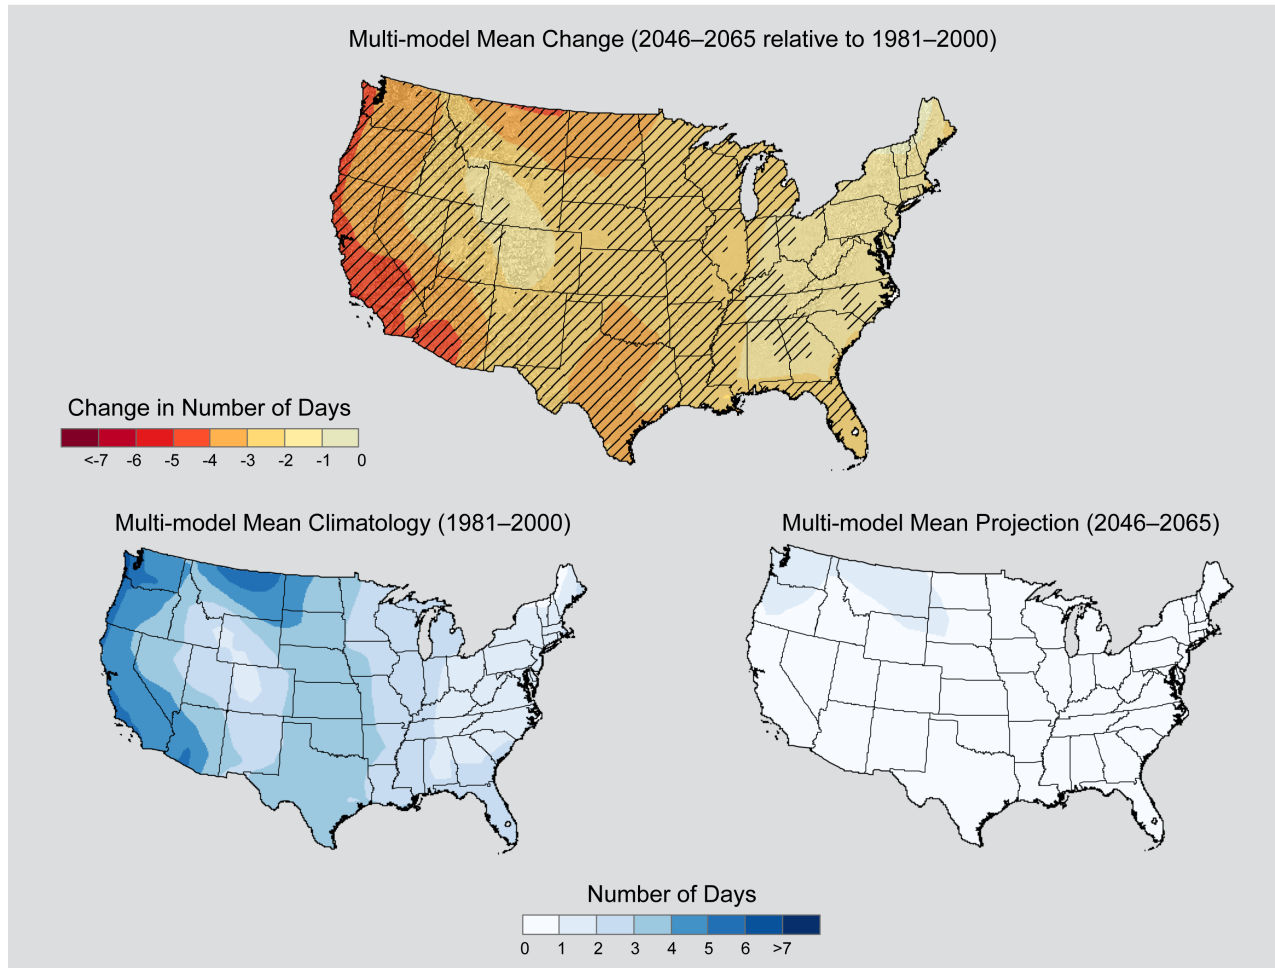 Multi-model Mean Change (2046–2065 relative to 1981–2000)
Change in Number of Days
<-7 -6 -5 -4 -3 -2 -1 0
Multi-model Mean Climatology (1981–2000)
Multi-model Mean Projection (2046–2065)
Number of Days
0 1 2 3 4 5 6 >7